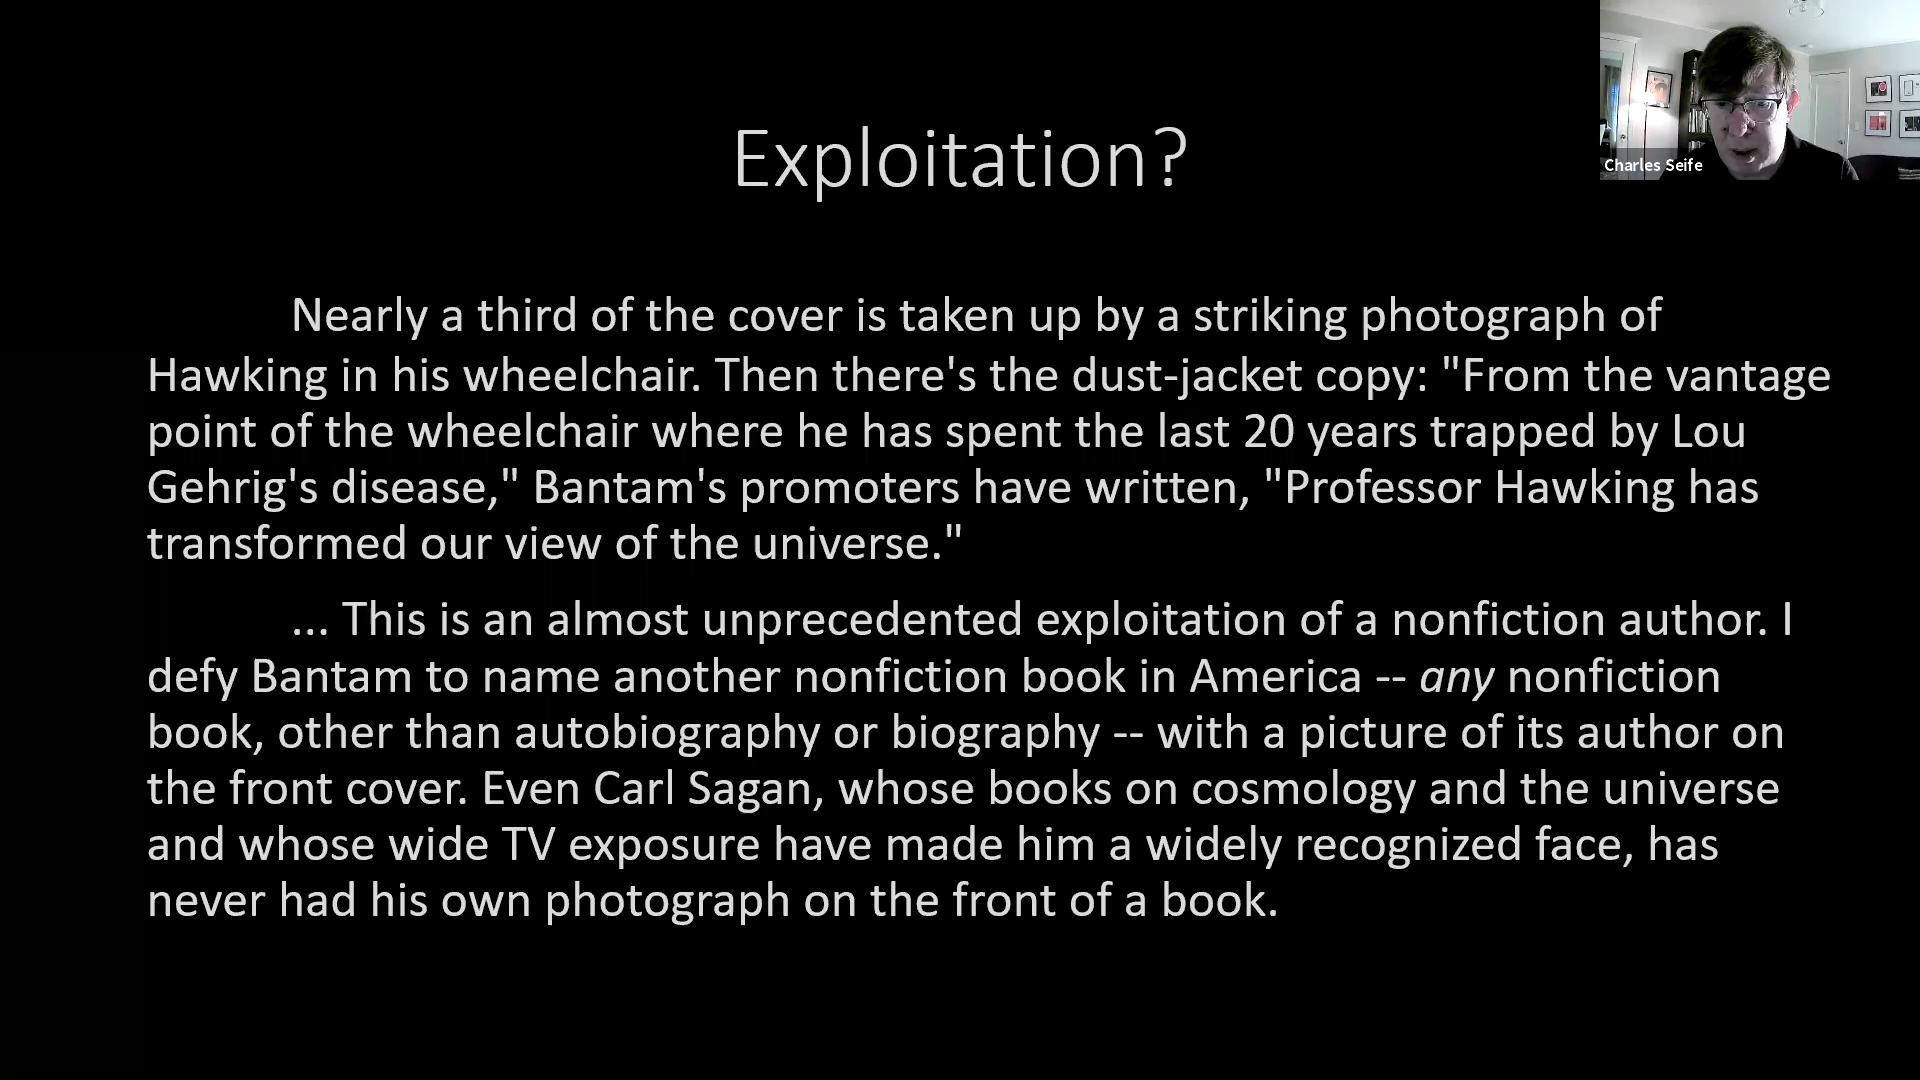 Exploitation?
Charles Seife
Nearly a third of the cover is taken up by a striking photograph of
Hawking in his wheelchair. Then there's the dust-jacket copy: "From the vantage
point of the wheelchair where he has spent the last 20 years trapped by Lou
Gehrig's disease," Bantam's promoters have written, "Professor Hawking has
transformed our view of the universe."
... This is an almost unprecedented exploitation of a nonfiction author. I
defy Bantam to name another nonfiction book in America -- any nonfiction
book, other than autobiography or biography -- with a picture of its author on
the front cover. Even Carl Sagan, whose books on cosmology and the universe
and whose wide TV exposure have made him a widely recognized face, has
never had his own photograph on the front of a book.